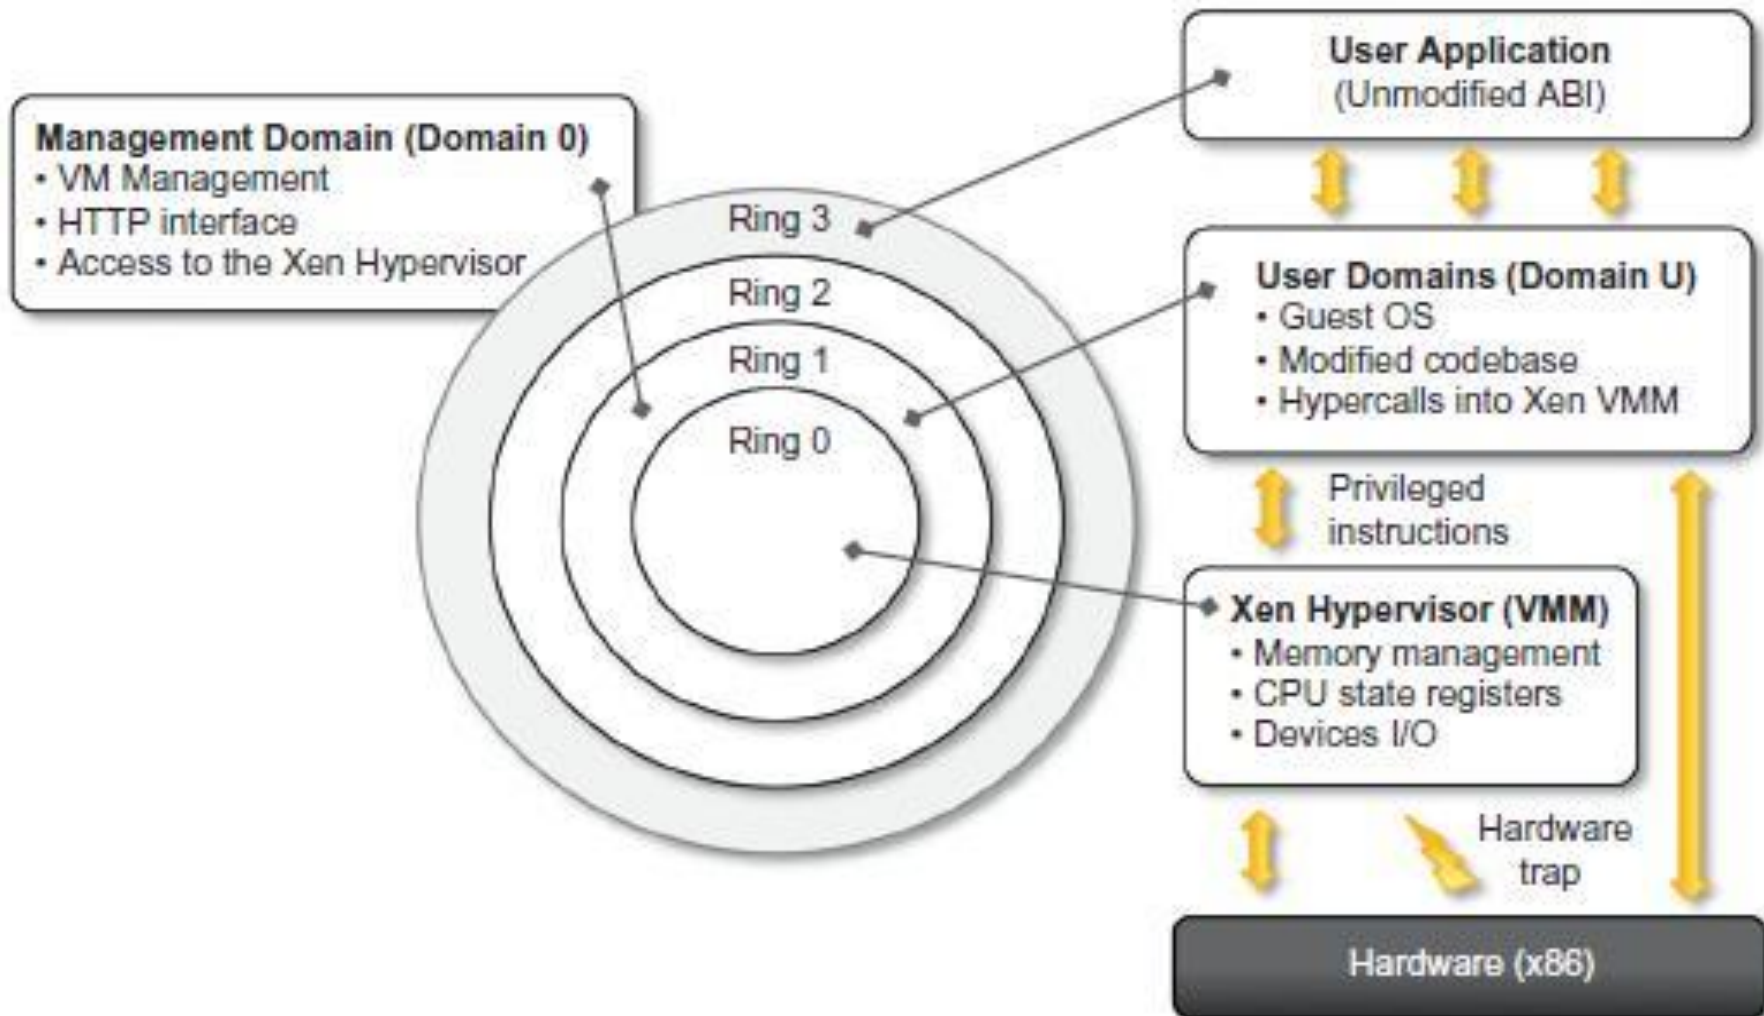 Management Domain (Domain 0)
• VM Management
• HTTP interface
• Access to the Xen Hypervisor
Ring 3
Ring 2
Ring 1
Ring 0
User Application
(Unmodified ABI)
User Domains (Domain U)
• Guest OS
• Modified codebase
• Hypercalls into Xen VMM
Privileged
instructions
Xen Hypervisor (VMM)
• Memory management
• CPU state registers
• Devices I/O
Hardware
trap
Hardware (x86)